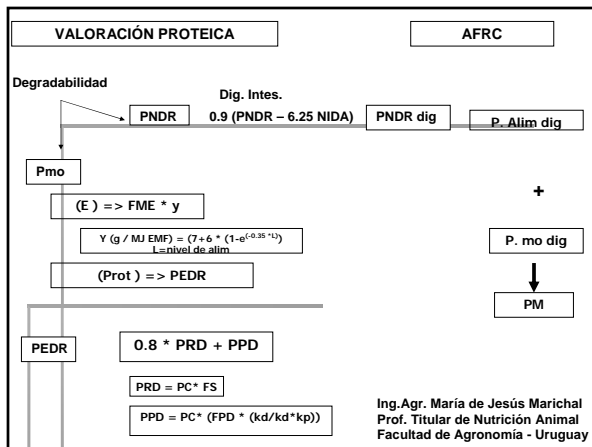 VALORACIÓN PROTEICA
AFRC
Degradabilidad
Dig. Intes.
PNDR
0.9 (PNDR – 6.25 NIDA)
PNDR dig
P. Alim dig
Pmo
+
(E ) => FME * y
Y (g / MJ EMF) = (7+6 * (1-e(-0.35 *L))
L=nivel de alim
P. mo dig
(Prot ) => PEDR
PM
PEDR
0.8 * PRD + PPD
PRD = PC* FS
PPD = PC* (FPD * (kd/kd*kp))
Ing.Agr. María de Jesús Marichal
Prof. Titular de Nutrición Animal
Facultad de Agronomía - Uruguay